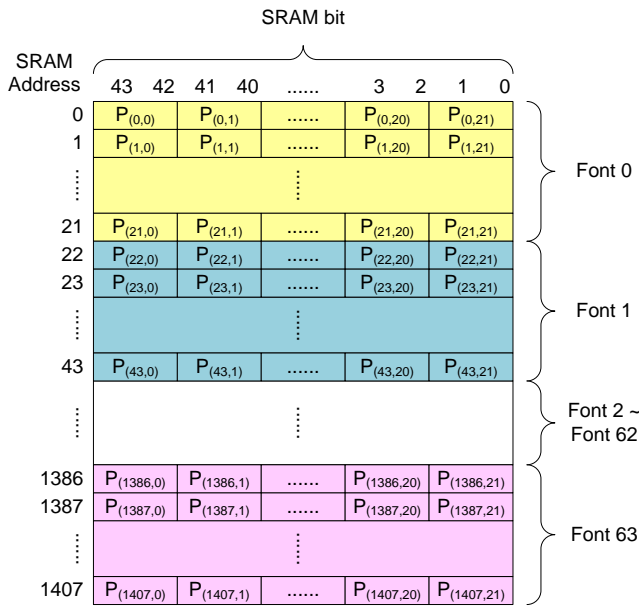 SRAM bit
SRAM
Address
43 42 41 40 ...... 3 2 1 0
0 P(0,0) P(0,1) ...... P(0,20) P(0,21)
1 P(1,0) P(1,1) ...... P(1,20) P(1,21)
...... ......
Font 0
21 P(21,0) P(21,1) ...... P(21,20) P(21,21)
22 P(22,0) P(22,1) ...... P(22,20) P(22,21)
23 P(23,0) P(23,1) ...... P(23,20) P(23,21)
...... ......
Font 1
43 P(43,0) P(43,1) ...... P(43,20) P(43,21)
...... ......
Font 2 ~
Font 62
1386 P(1386,0) P(1386,1) ...... P(1386,20) P(1386,21)
1387 P(1387,0) P(1387,1) ...... P(1387,20) P(1387,21)
...... ......
Font 63
1407 P(1407,0) P(1407,1) ...... P(1407,20) P(1407,21)